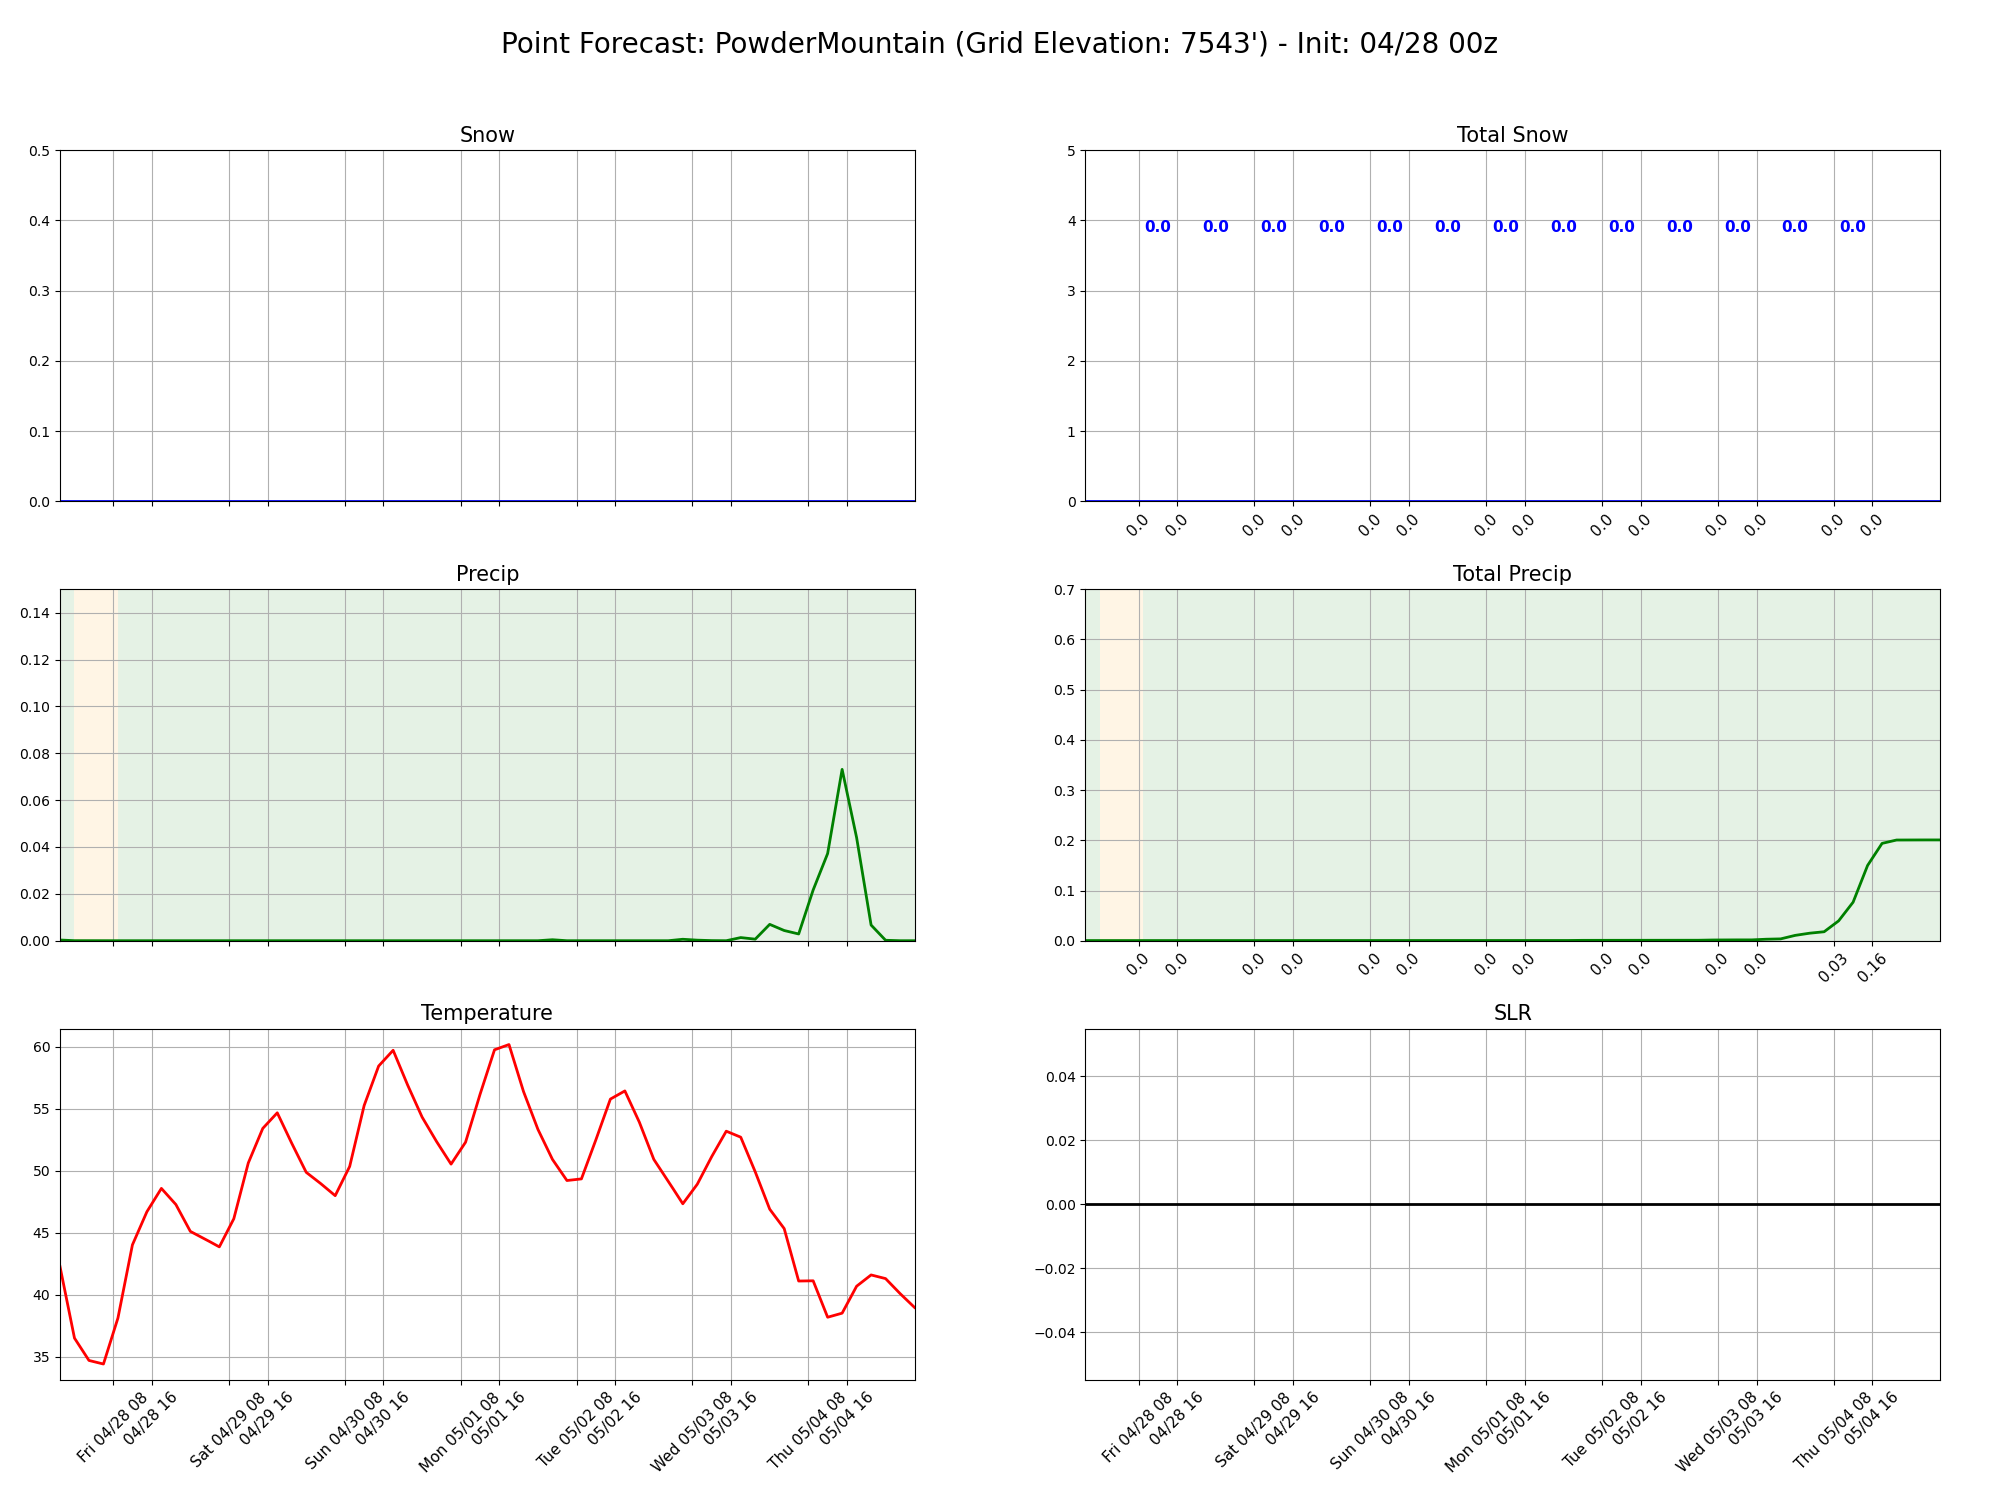 Point Forecast: PowderMountain (Grid Elevation: 7543') - Init: 04/28 00z
Snow
0.5
0.4
0.3
0.2
0.1
0.0
Total Snow
5
4
3
2
1
0
0.0 0.0 0.0 0.0 0.0 0.0 0.0 0.0 0.0 0.0 0.0 0.0 0.0
0.0 0.0 0.0 0.0 0.0 0.0 0.0 0.0 0.0 0.0 0.0 0.0 0.0 0.0
Precip
0.14
0.12
0.10
0.08
0.06
0.04
0.02
0.00
Total Precip
0.7
0.6
0.5
0.4
0.3
0.2
0.1
0.0
0.0 0.0 0.0 0.0 0.0 0.0 0.0 0.0 0.0 0.0 0.0 0.0 0.03 0.16
Temperature
60
55
50
45
40
35
Fri 04/28 08
04/28 16
Sat 04/29 08
04/29 16
Sun 04/30 08
04/30 16
Mon 05/01 08
05/01 16
Tue 05/02 08
05/02 16
Wed 05/03 08
05/03 16
Thu 05/04 08
05/04 16
SLR
0.04
0.02
0.00
−0.02
−0.04
Fri 04/28 08
04/28 16
Sat 04/29 08
04/29 16
Sun 04/30 08
04/30 16
Mon 05/01 08
05/01 16
Tue 05/02 08
05/02 16
Wed 05/03 08
05/03 16
Thu 05/04 08
05/04 16